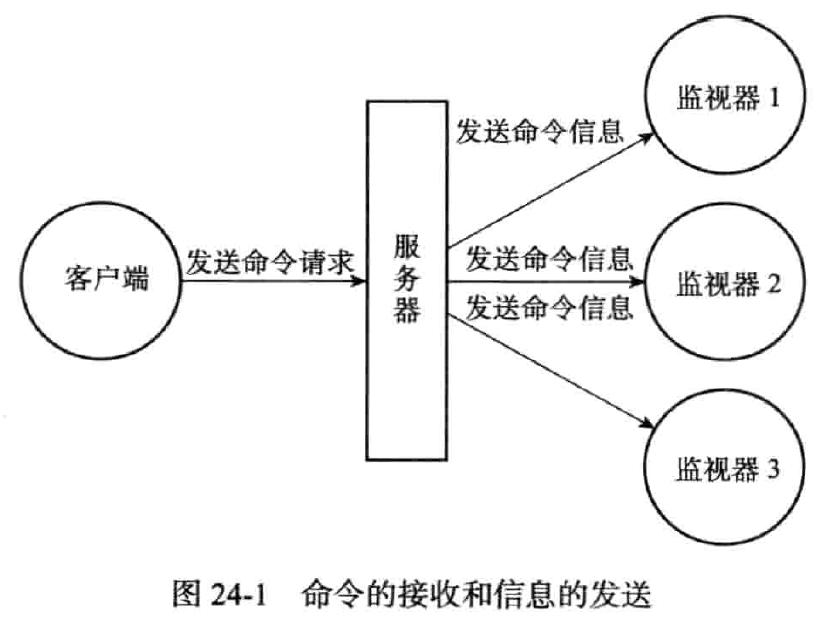 监视器 1
发送命令信息
客户端
发送命令请求
服务器
发送命令信息
监视器 2
发送命令信息
监视器 3
图 24-1 命令的接收和信息的发送